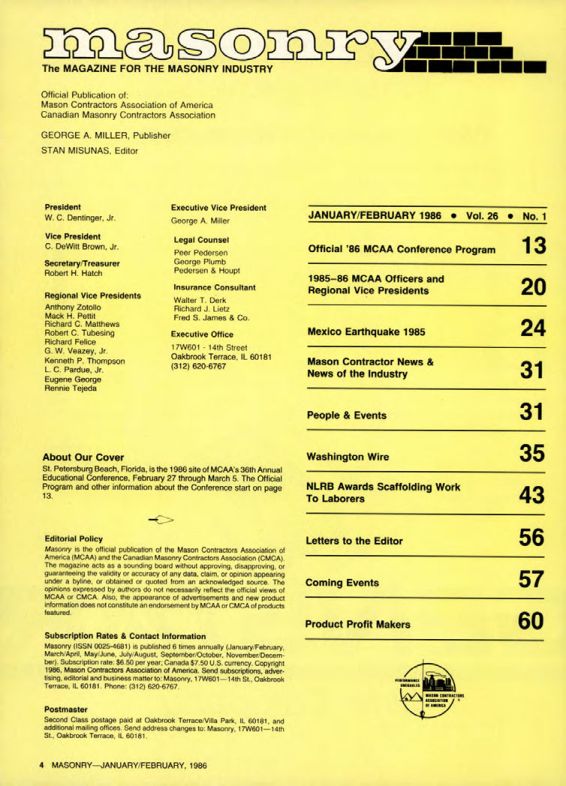 masonry
The MAGAZINE FOR THE MASONRY INDUSTRY
Official Publication of:
Mason Contractors Association of America
Canadian Masonry Contractors Association
GEORGE A. MILLER, Publisher
STAN MISUNAS, Editor
President
W. C. Dentinger, Jr.
Vice President
C. DeWitt Brown, Jr.
Secretary/Treasurer
Robert H. Hatch
Regional Vice Presidents
Anthony Zotollo
Mack H. Pettit
Richard C. Matthews
Robert C. Tubesing
Richard Felice
G. W. Veazey, Jr.
Kenneth P. Thompson
L. C. Pardue, Jr.
Eugene George
Rennie Tejeda
Executive Vice President
George A. Miller
Legal Counsel
Peer Pedersen
George Plumb
Pedersen & Houpt
Insurance Consultant
Walter T. Derk
Richard J. Lietz
Fred S. James & Co.
Executive Office
17W601 - 14th Street
Oakbrook Terrace, IL 60181
(312) 620-6767
About Our Cover
St. Petersburg Beach, Florida, is the 1986 site of MCAA's 36th Annual
Educational Conference, February 27 through March 5. The Official
Program and other information about the Conference start on page
13.
Editorial Policy
Masonry is the official publication of the Mason Contractors Association of
America (MCAA) and the Canadian Masonry Contractors Association (CMCA).
The magazine acts as a sounding board without approving, disapproving, or
guaranteeing the validity or accuracy of any data, claim, or opinion appearing
under a byline, or obtained or quoted from an acknowledged source. The
opinions expressed by authors do not necessarily reflect the official views of
MCAA or CMCA. Also, the appearance of advertisements and new product
information does not constitute an endorsement by MCAA or CMCA of products
featured.
Subscription Rates & Contact Information
Masonry (ISSN 0025-4681) is published 6 times annually (January/February,
March/April, May/June, July/August, September/October, November/Decem-
ber). Subscription rate: $6.50 per year; Canada $7.50 U.S. currency. Copyright
1986, Mason Contractors Association of America. Send subscriptions, adver-
tising, editorial and business matter to: Masonry, 17W601—14th St., Oakbrook
Terrace, IL 60181. Phone: (312) 620-6767.
Postmaster
Second Class postage paid at Oakbrook Terrace/Villa Park, IL 60181, and
additional mailing offices. Send address changes to: Masonry, 17W601—14th
St., Oakbrook Terrace, IL 60181.
JANUARY/FEBRUARY 1986 • Vol. 26 • No. 1
Official '86 MCAA Conference Program 13
1985–86 MCAA Officers and
Regional Vice Presidents 20
Mexico Earthquake 1985 24
Mason Contractor News &
News of the Industry 31
People & Events 31
Washington Wire 35
NLRB Awards Scaffolding Work
To Laborers 43
Letters to the Editor 56
Coming Events 57
Product Profit Makers 60
MASON CONTRACTORS
ASSOCIATION
OF AMERICA
4 MASONRY—JANUARY/FEBRUARY, 1986